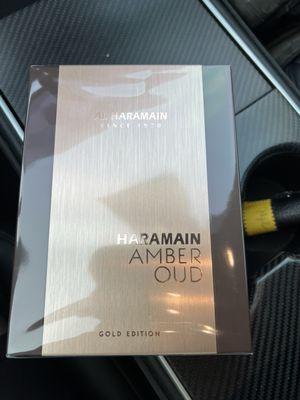 AL HARAMAIN
SINCE 1970
HARAMAIN
AMBER
OUD
GOLD EDITION